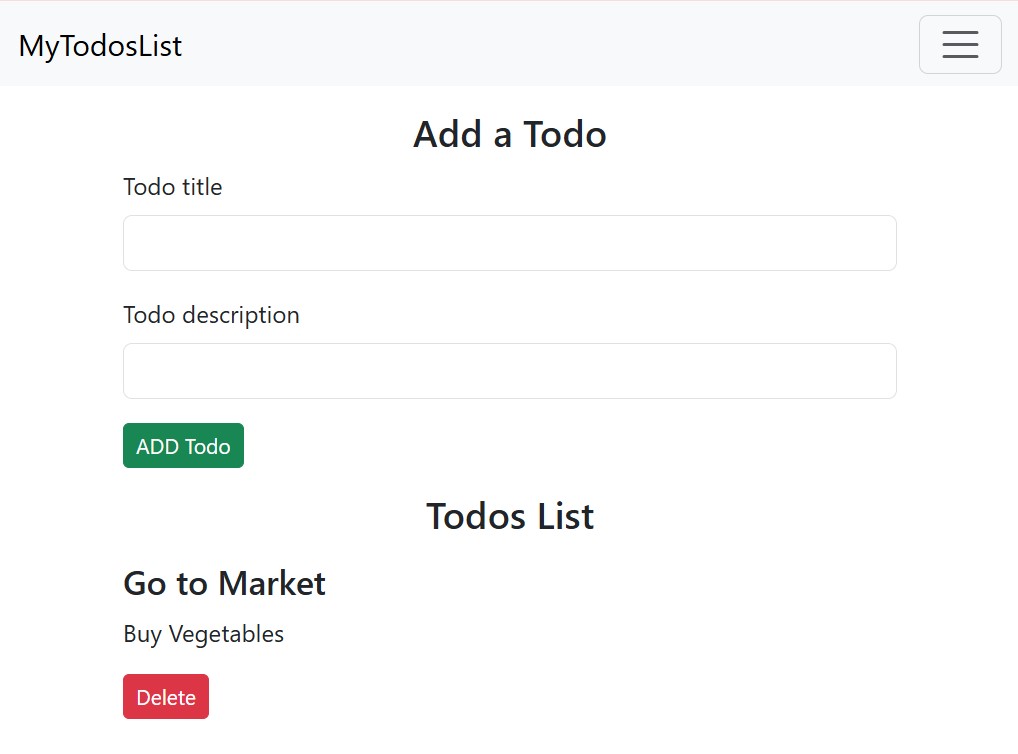 MyTodosList
Add a Todo
Todo title
Todo description
ADD Todo
Todos List
Go to Market
Buy Vegetables
Delete